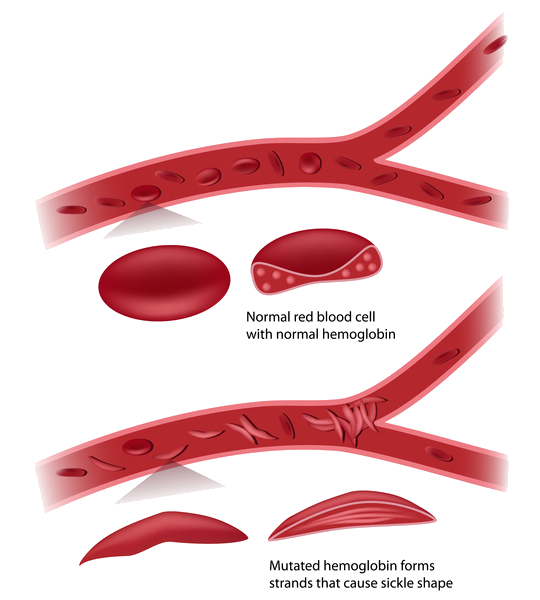 Normal red blood cell
with normal hemoglobin
Mutated hemoglobin forms
strands that cause sickle shape